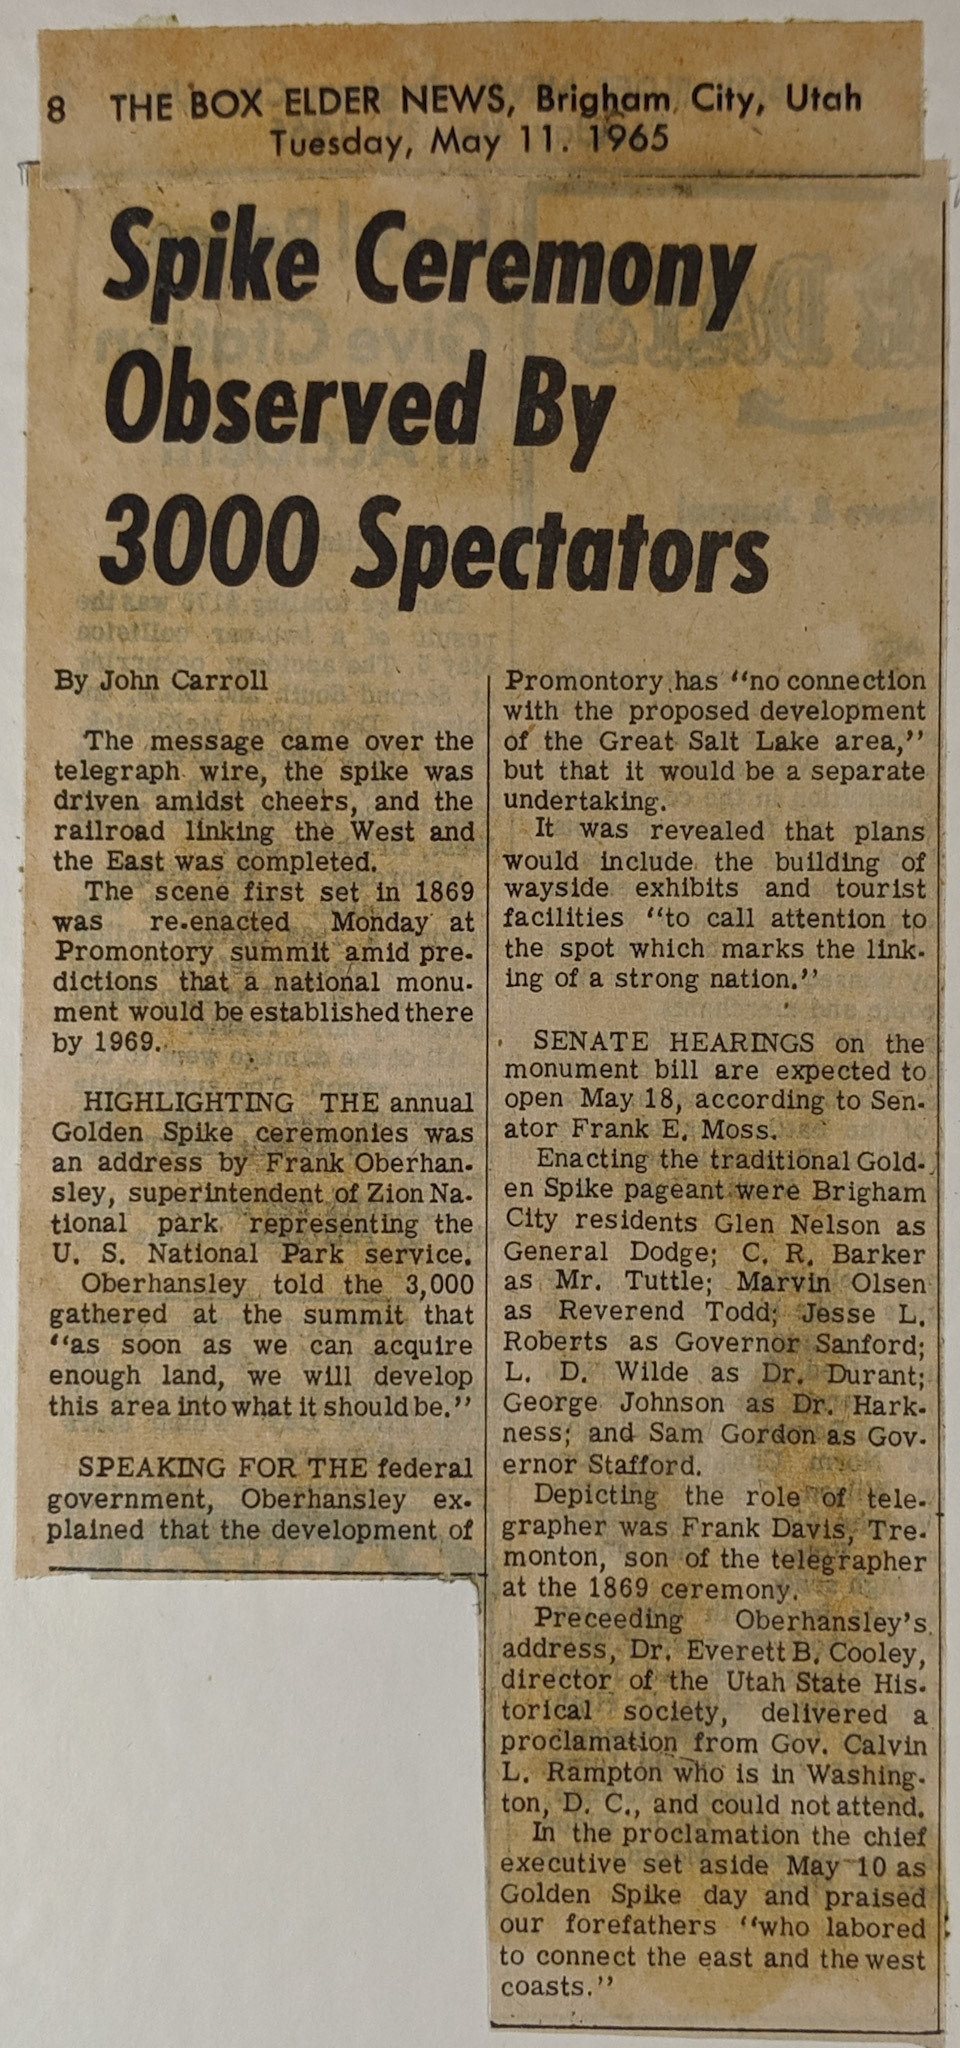 8 THE BOX ELDER NEWS, Brigham City, Utah
Tuesday, May 11. 1965
Spike Ceremony
Observed By
3000 Spectators
By John Carroll
The message came over the
telegraph wire, the spike was
driven amidst cheers, and the
railroad linking the West and
the East was completed.
The scene first set in 1869
was re-enacted Monday at
Promontory summit amid pre-
dictions that a national monu-
ment would be established there
by 1969.
HIGHLIGHTING THE annual
Golden Spike ceremonies was
an address by Frank Oberhan-
sley, superintendent of Zion Na-
tional park representing the
U. S. National Park service.
Oberhansley told the 3,000
gathered at the summit that
"as soon as we can acquire
enough land, we will develop
this area into what it should be."
SPEAKING FOR THE federal
government, Oberhansley ex-
plained that the development of
Promontory has "no connection
with the proposed development
of the Great Salt Lake area,"
but that it would be a separate
undertaking.
It was revealed that plans
would include the building of
wayside exhibits and tourist
facilities "to call attention to
the spot which marks the link-
ing of a strong nation."
SENATE HEARINGS on the
monument bill are expected to
open May 18, according to Sen-
ator Frank E. Moss.
Enacting the traditional Gold-
en Spike pageant were Brigham
City residents Glen Nelson as
General Dodge; C. R. Barker
as Mr. Tuttle; Marvin Olsen
as Reverend Todd; Jesse L.
Roberts as Governor Sanford;
L. D. Wilde as Dr. Durant;
George Johnson as Dr. Hark-
ness; and Sam Gordon as Gov-
ernor Stafford.
Depicting the role of tele-
grapher was Frank Davis, Tre-
monton, son of the telegrapher
at the 1869 ceremony.
Preceeding Oberhansley's
address, Dr. Everett B. Cooley,
director of the Utah State His-
torical society, delivered a
proclamation from Gov. Calvin
L. Rampton who is in Washing-
ton, D. C., and could not attend.
In the proclamation the chief
executive set aside May 10 as
Golden Spike day and praised
our forefathers "who labored
to connect the east and the west
coasts."